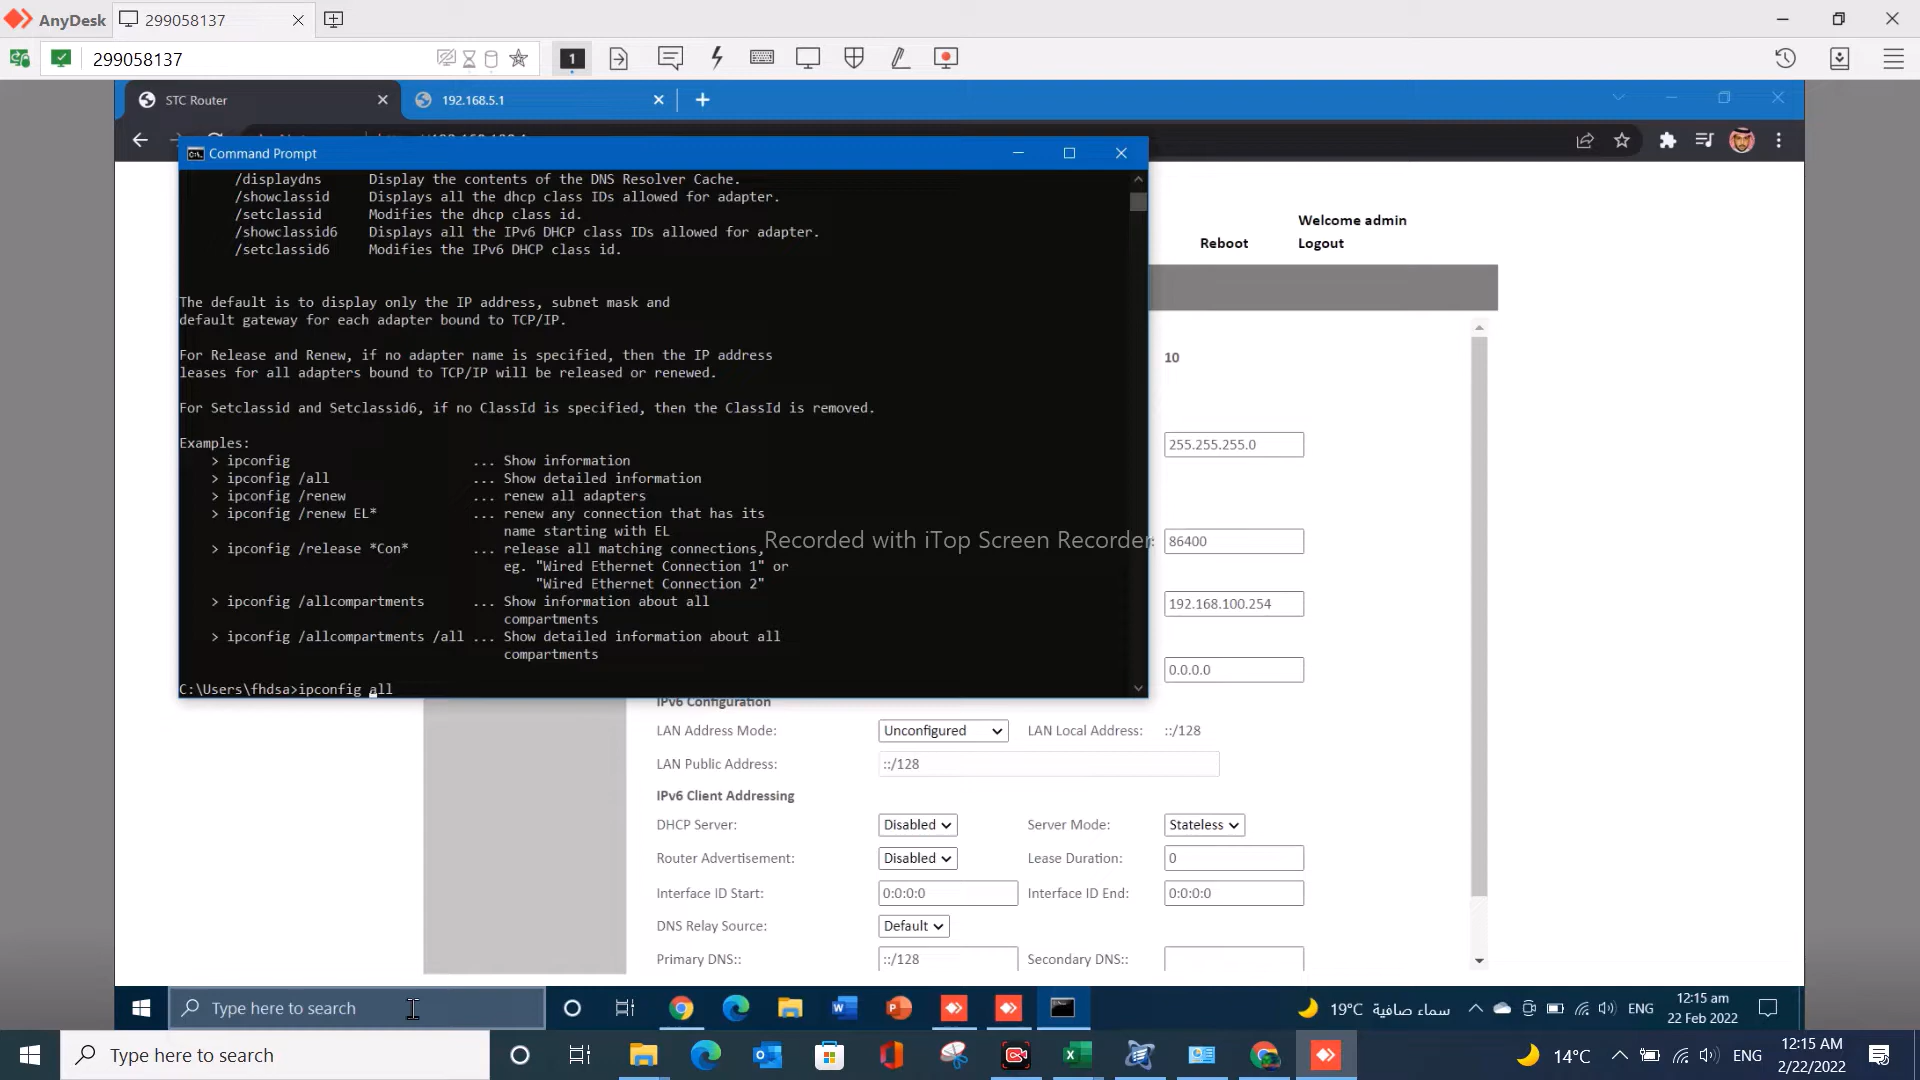 AnyDesk
299058137
299058137
1
STC Router
192.168.5.1
Command Prompt
/displaydns Display the contents of the DNS Resolver Cache.
/showclassid Displays all the dhcp class IDs allowed for adapter.
/setclassid Modifies the dhcp class id.
/showclassid6 Displays all the IPv6 DHCP class IDs allowed for adapter.
/setclassid6 Modifies the IPv6 DHCP class id.
The default is to display only the IP address, subnet mask and
default gateway for each adapter bound to TCP/IP.
For Release and Renew, if no adapter name is specified, then the IP address
leases for all adapters bound to TCP/IP will be released or renewed.
For Setclassid and Setclassid6, if no ClassId is specified, then the ClassId is removed.
Examples:
> ipconfig ... Show information
> ipconfig /all ... Show detailed information
> ipconfig /renew ... renew all adapters
> ipconfig /renew EL* ... renew any connection that has its
name starting with EL
> ipconfig /release *Con* ... release all matching connections,
eg. "Wired Ethernet Connection 1" or
"Wired Ethernet Connection 2"
> ipconfig /allcompartments ... Show information about all
compartments
> ipconfig /allcompartments /all ... Show detailed information about all
compartments
C:\Users\fhdsa>ipconfig all
Recorded with iTop Screen Recorder
Welcome admin
Reboot Logout
10
255.255.255.0
86400
192.168.100.254
0.0.0.0
IPv6 Configuration
LAN Address Mode: Unconfigured LAN Local Address: ::/128
LAN Public Address: ::/128
IPv6 Client Addressing
DHCP Server: Disabled Server Mode: Stateless
Router Advertisement: Disabled Lease Duration: 0
Interface ID Start: 0:0:0:0 Interface ID End: 0:0:0:0
DNS Relay Source: Default
Primary DNS:: ::/128 Secondary DNS::
Type here to search
19°C سماء صافية
ENG
12:15 am
22 Feb 2022
Type here to search
14°C
ENG
12:15 AM
2/22/2022